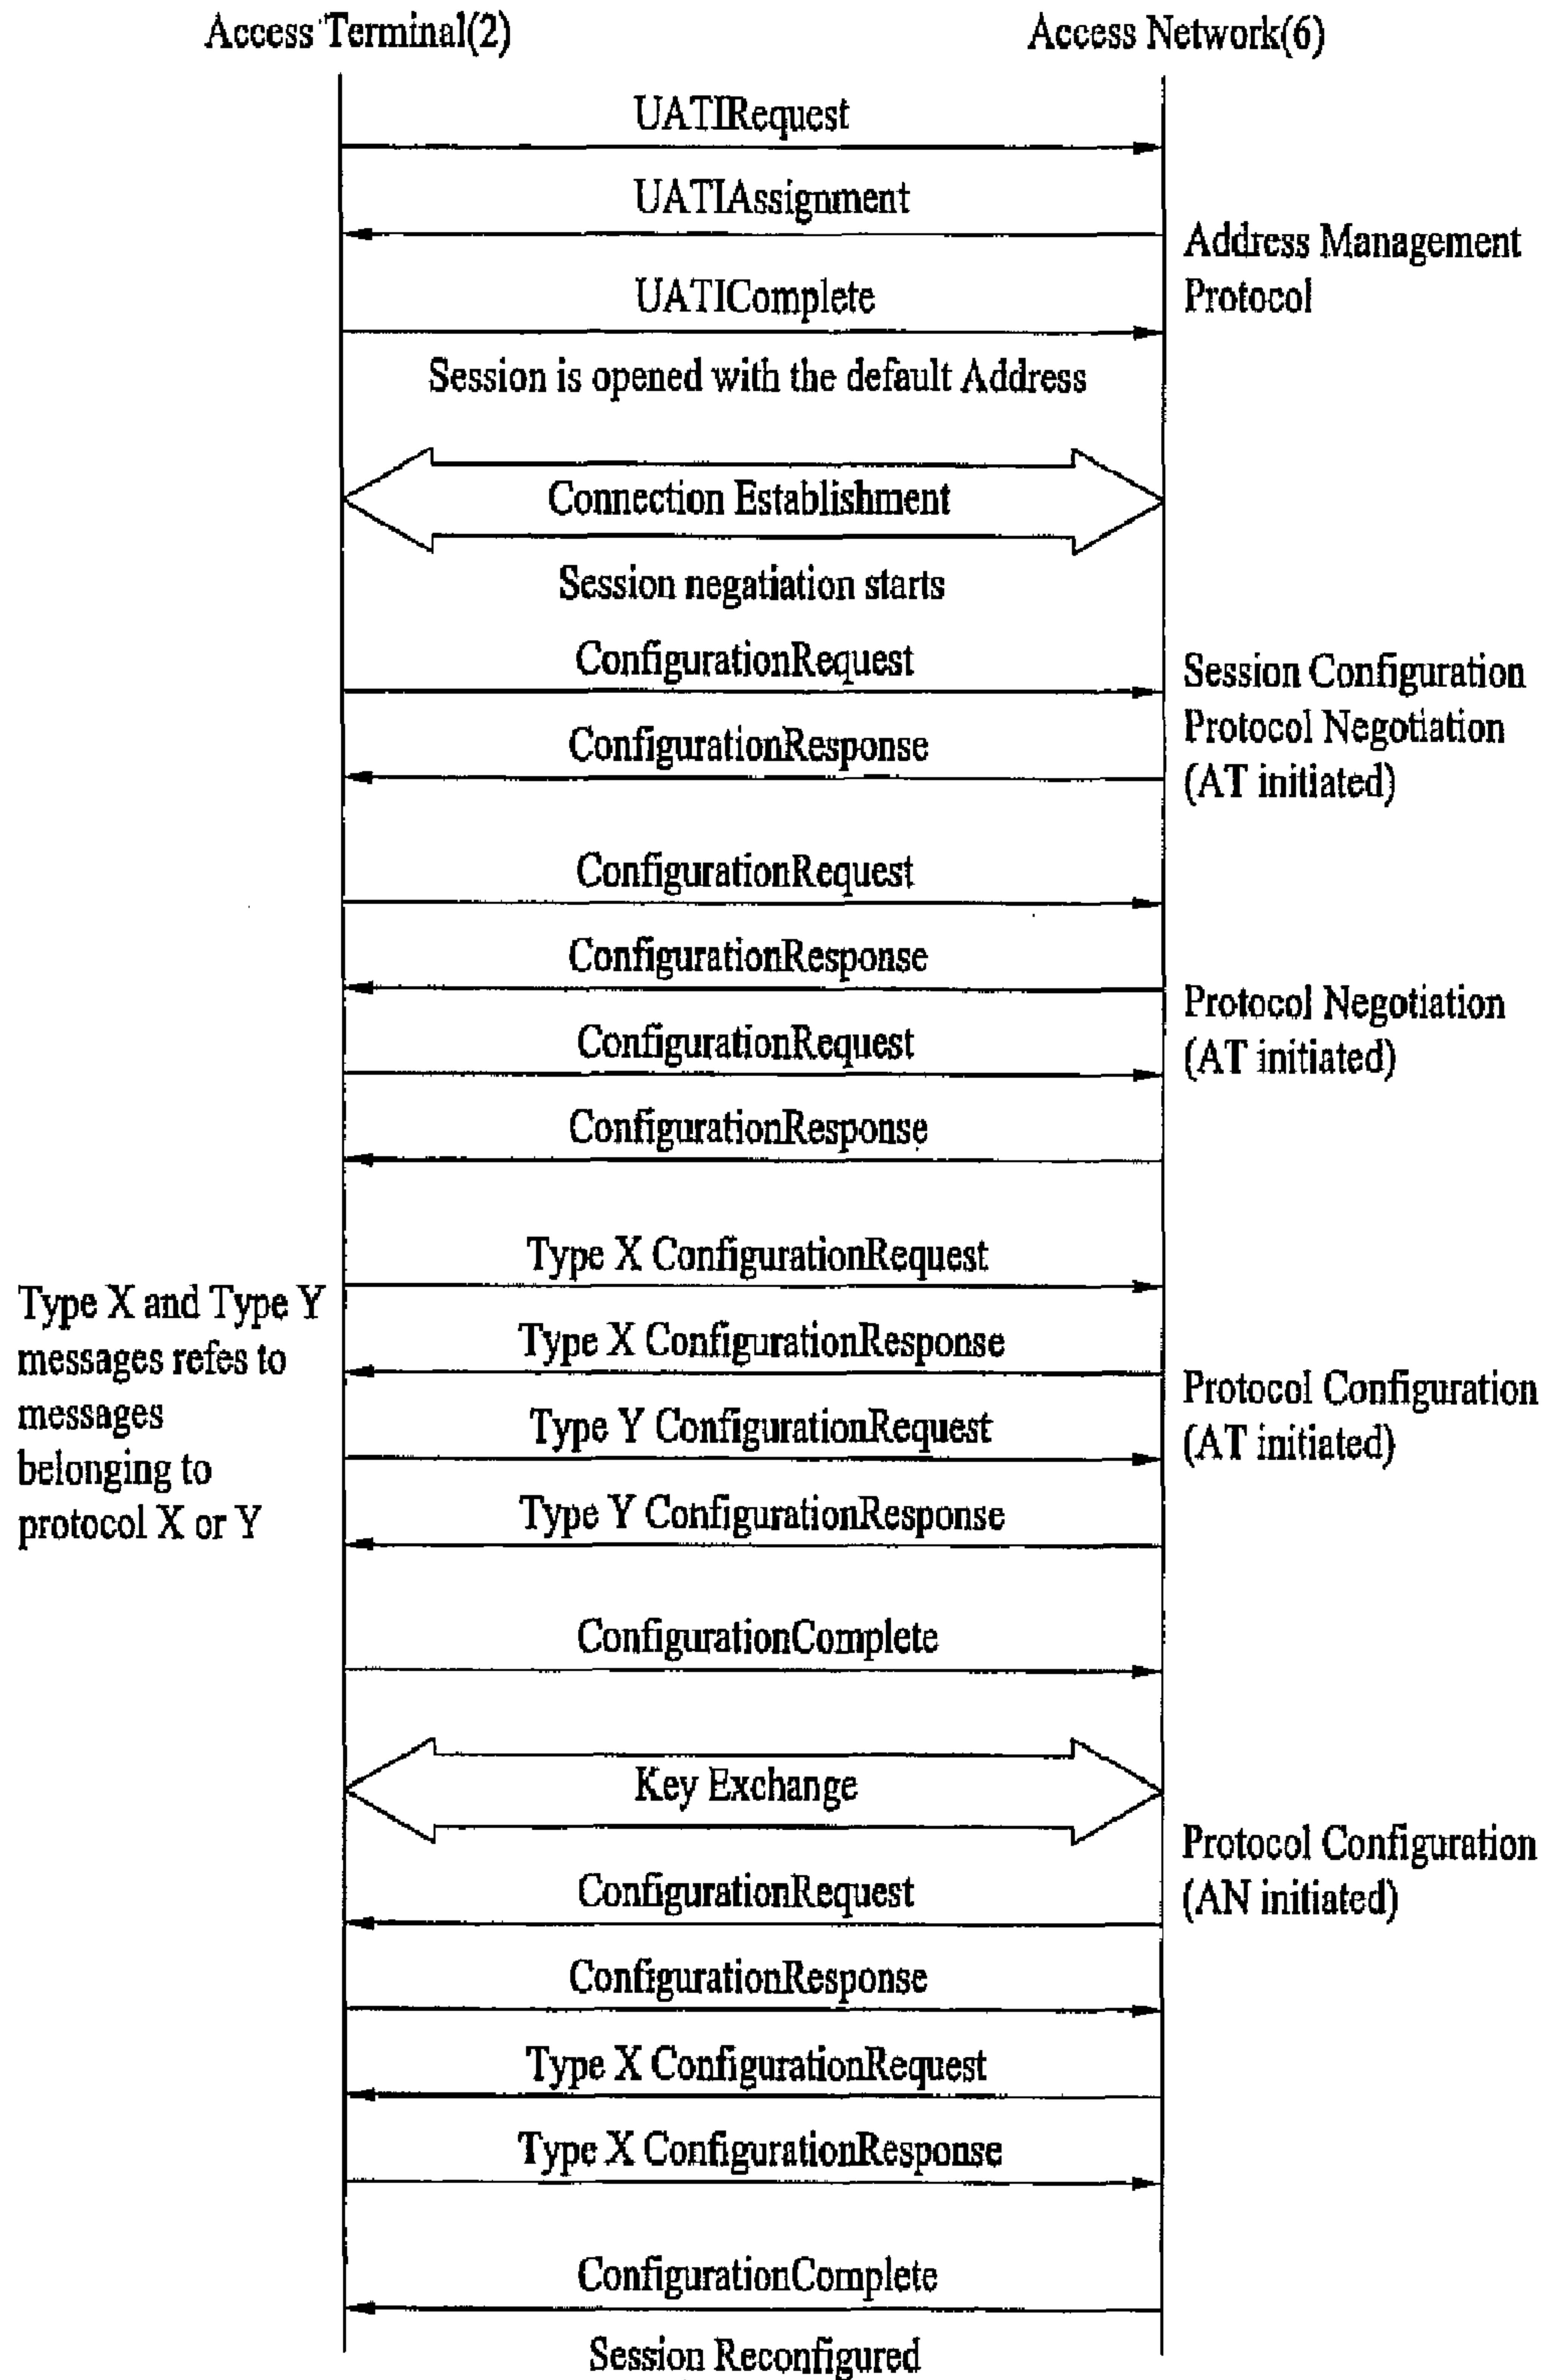 Access Terminal(2)
Access Network(6)
UATIRequest
UATIAssignment
Address Management
Protocol
UATIComplete
Session is opened with the default Address
Connection Establishment
Session negatiation starts
ConfigurationRequest
Session Configuration
Protocol Negotiation
(AT initiated)
ConfigurationResponse
ConfigurationRequest
ConfigurationResponse
Protocol Negotiation
(AT initiated)
ConfigurationRequest
ConfigurationResponse
Type X ConfigurationRequest
Type X and Type Y
messages refes to
messages
belonging to
protocol X or Y
Type X ConfigurationResponse
Protocol Configuration
(AT initiated)
Type Y ConfigurationRequest
Type Y ConfigurationResponse
ConfigurationComplete
Key Exchange
Protocol Configuration
(AN initiated)
ConfigurationRequest
ConfigurationResponse
Type X ConfigurationRequest
Type X ConfigurationResponse
ConfigurationComplete
Session Reconfigured